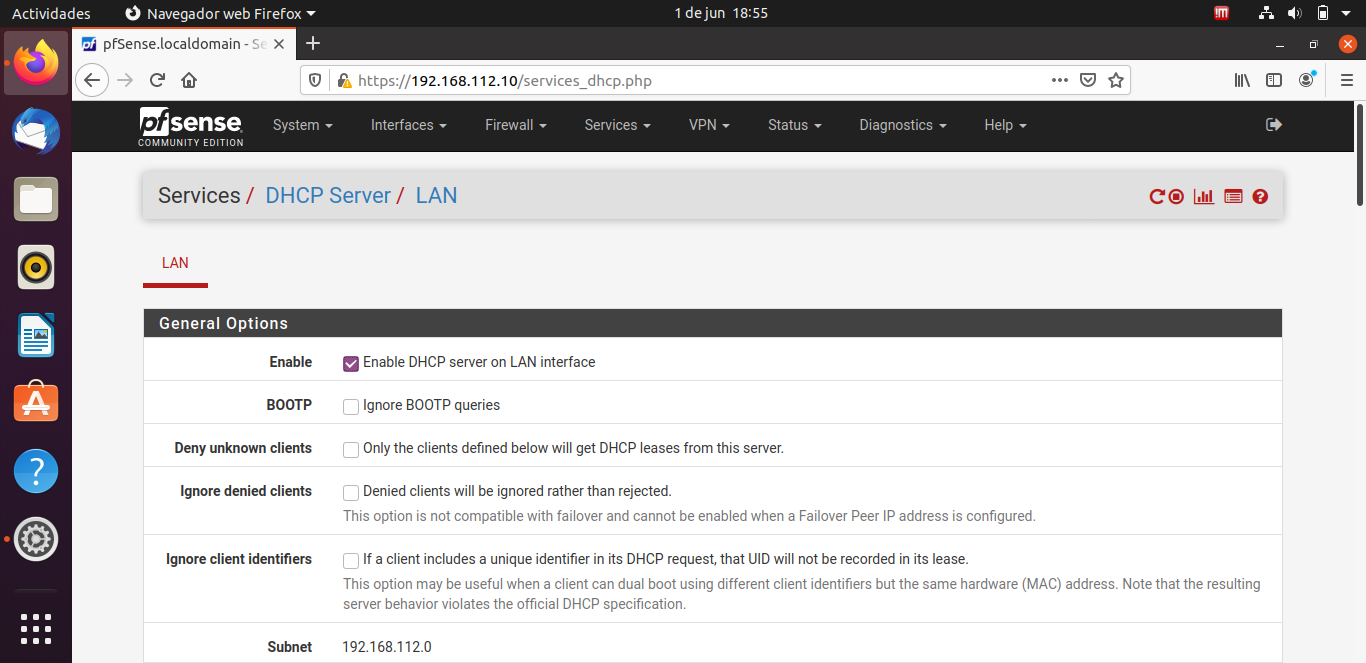 Actividades
Navegador web Firefox
1 de jun 18:55
pfSense.localdomain - Se
https://192.168.112.10/services_dhcp.php
pfsense
COMMUNITY EDITION
System
Interfaces
Firewall
Services
VPN
Status
Diagnostics
Help
Services / DHCP Server / LAN
LAN
General Options
Enable
Enable DHCP server on LAN interface
BOOTP
Ignore BOOTP queries
Deny unknown clients
Only the clients defined below will get DHCP leases from this server.
Ignore denied clients
Denied clients will be ignored rather than rejected.
This option is not compatible with failover and cannot be enabled when a Failover Peer IP address is configured.
Ignore client identifiers
If a client includes a unique identifier in its DHCP request, that UID will not be recorded in its lease.
This option may be useful when a client can dual boot using different client identifiers but the same hardware (MAC) address. Note that the resulting
server behavior violates the official DHCP specification.
Subnet
192.168.112.0